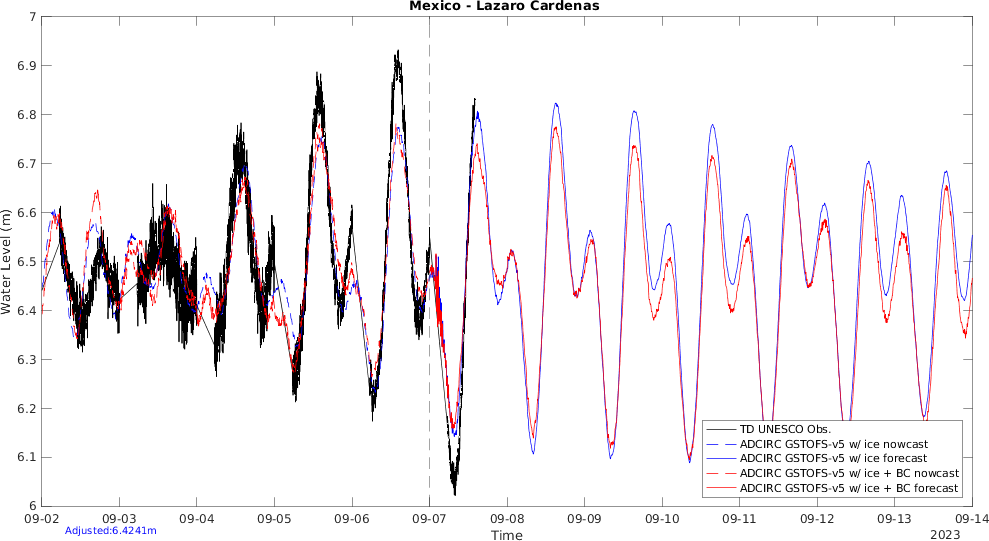 Mexico - Lazaro Cardenas
Water Level (m)
7
6.9
6.8
6.7
6.6
6.5
6.4
6.3
6.2
6.1
6
TD UNESCO Obs.
ADCIRC GSTOFS-v5 w/ ice nowcast
ADCIRC GSTOFS-v5 w/ ice forecast
ADCIRC GSTOFS-v5 w/ ice + BC nowcast
ADCIRC GSTOFS-v5 w/ ice + BC forecast
09-02 09-03 09-04 09-05 09-06 09-07 09-08 09-09 09-10 09-11 09-12 09-13 09-14
Adjusted:6.4241m
Time
2023